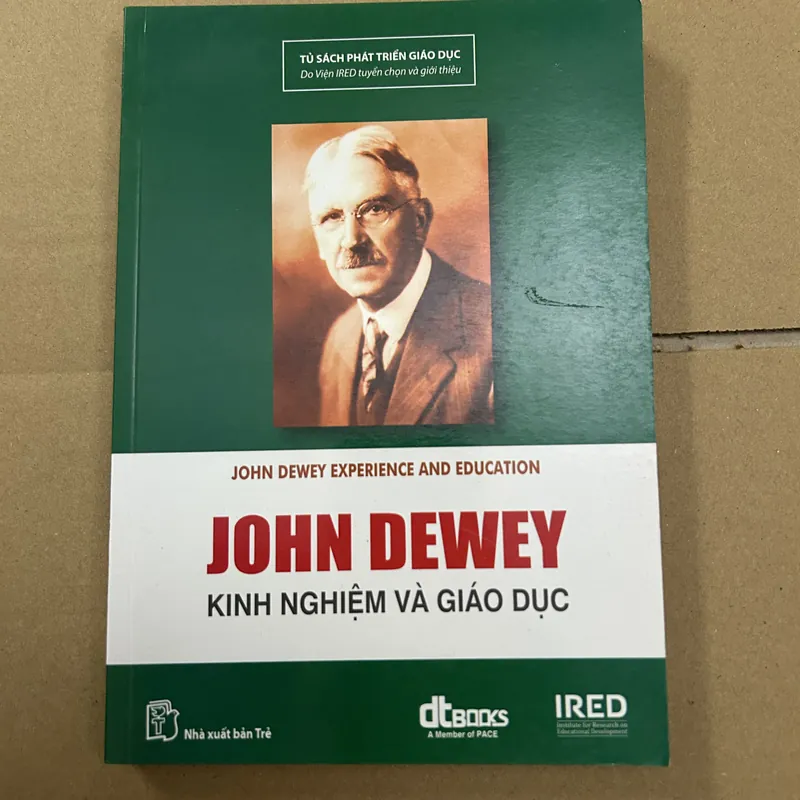 TỦ SÁCH PHÁT TRIỂN GIÁO DỤC
Do Viện IRED tuyển chọn và giới thiệu
JOHN DEWEY EXPERIENCE AND EDUCATION
JOHN DEWEY
KINH NGHIỆM VÀ GIÁO DỤC
Nhà xuất bản Trẻ
dtBOOKS
A Member of PACE
IRED
Institute for Research on
Educational Development